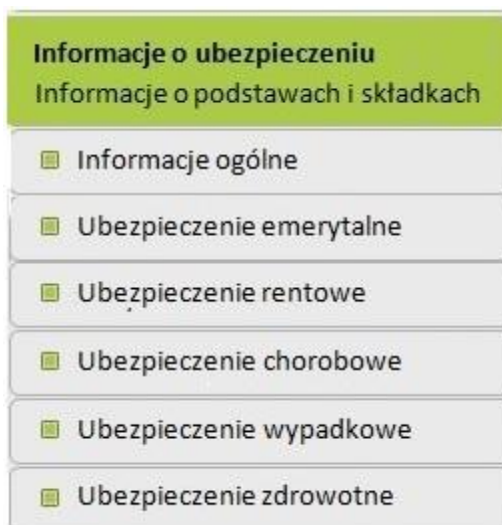 Informacje o ubezpieczeniu
Informacje o podstawach i składkach
Informacje ogólne
Ubezpieczenie emerytalne
Ubezpieczenie rentowe
Ubezpieczenie chorobowe
Ubezpieczenie wypadkowe
Ubezpieczenie zdrowotne